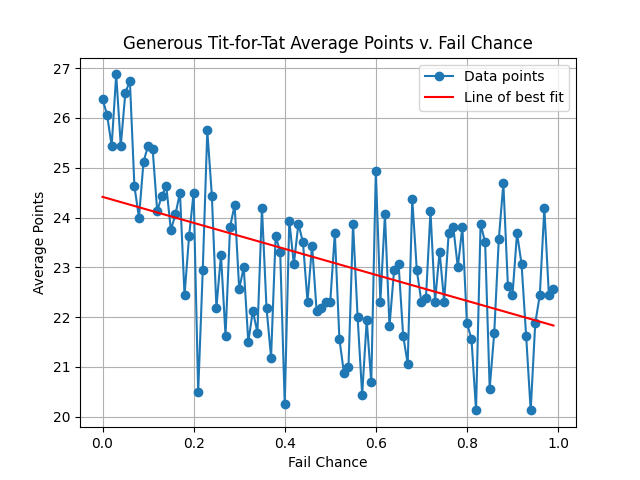 Generous Tit-for-Tat Average Points v. Fail Chance
Data points
Line of best fit
27
26
25
24
23
22
21
20
Average Points
0.0 0.2 0.4 0.6 0.8 1.0
Fail Chance